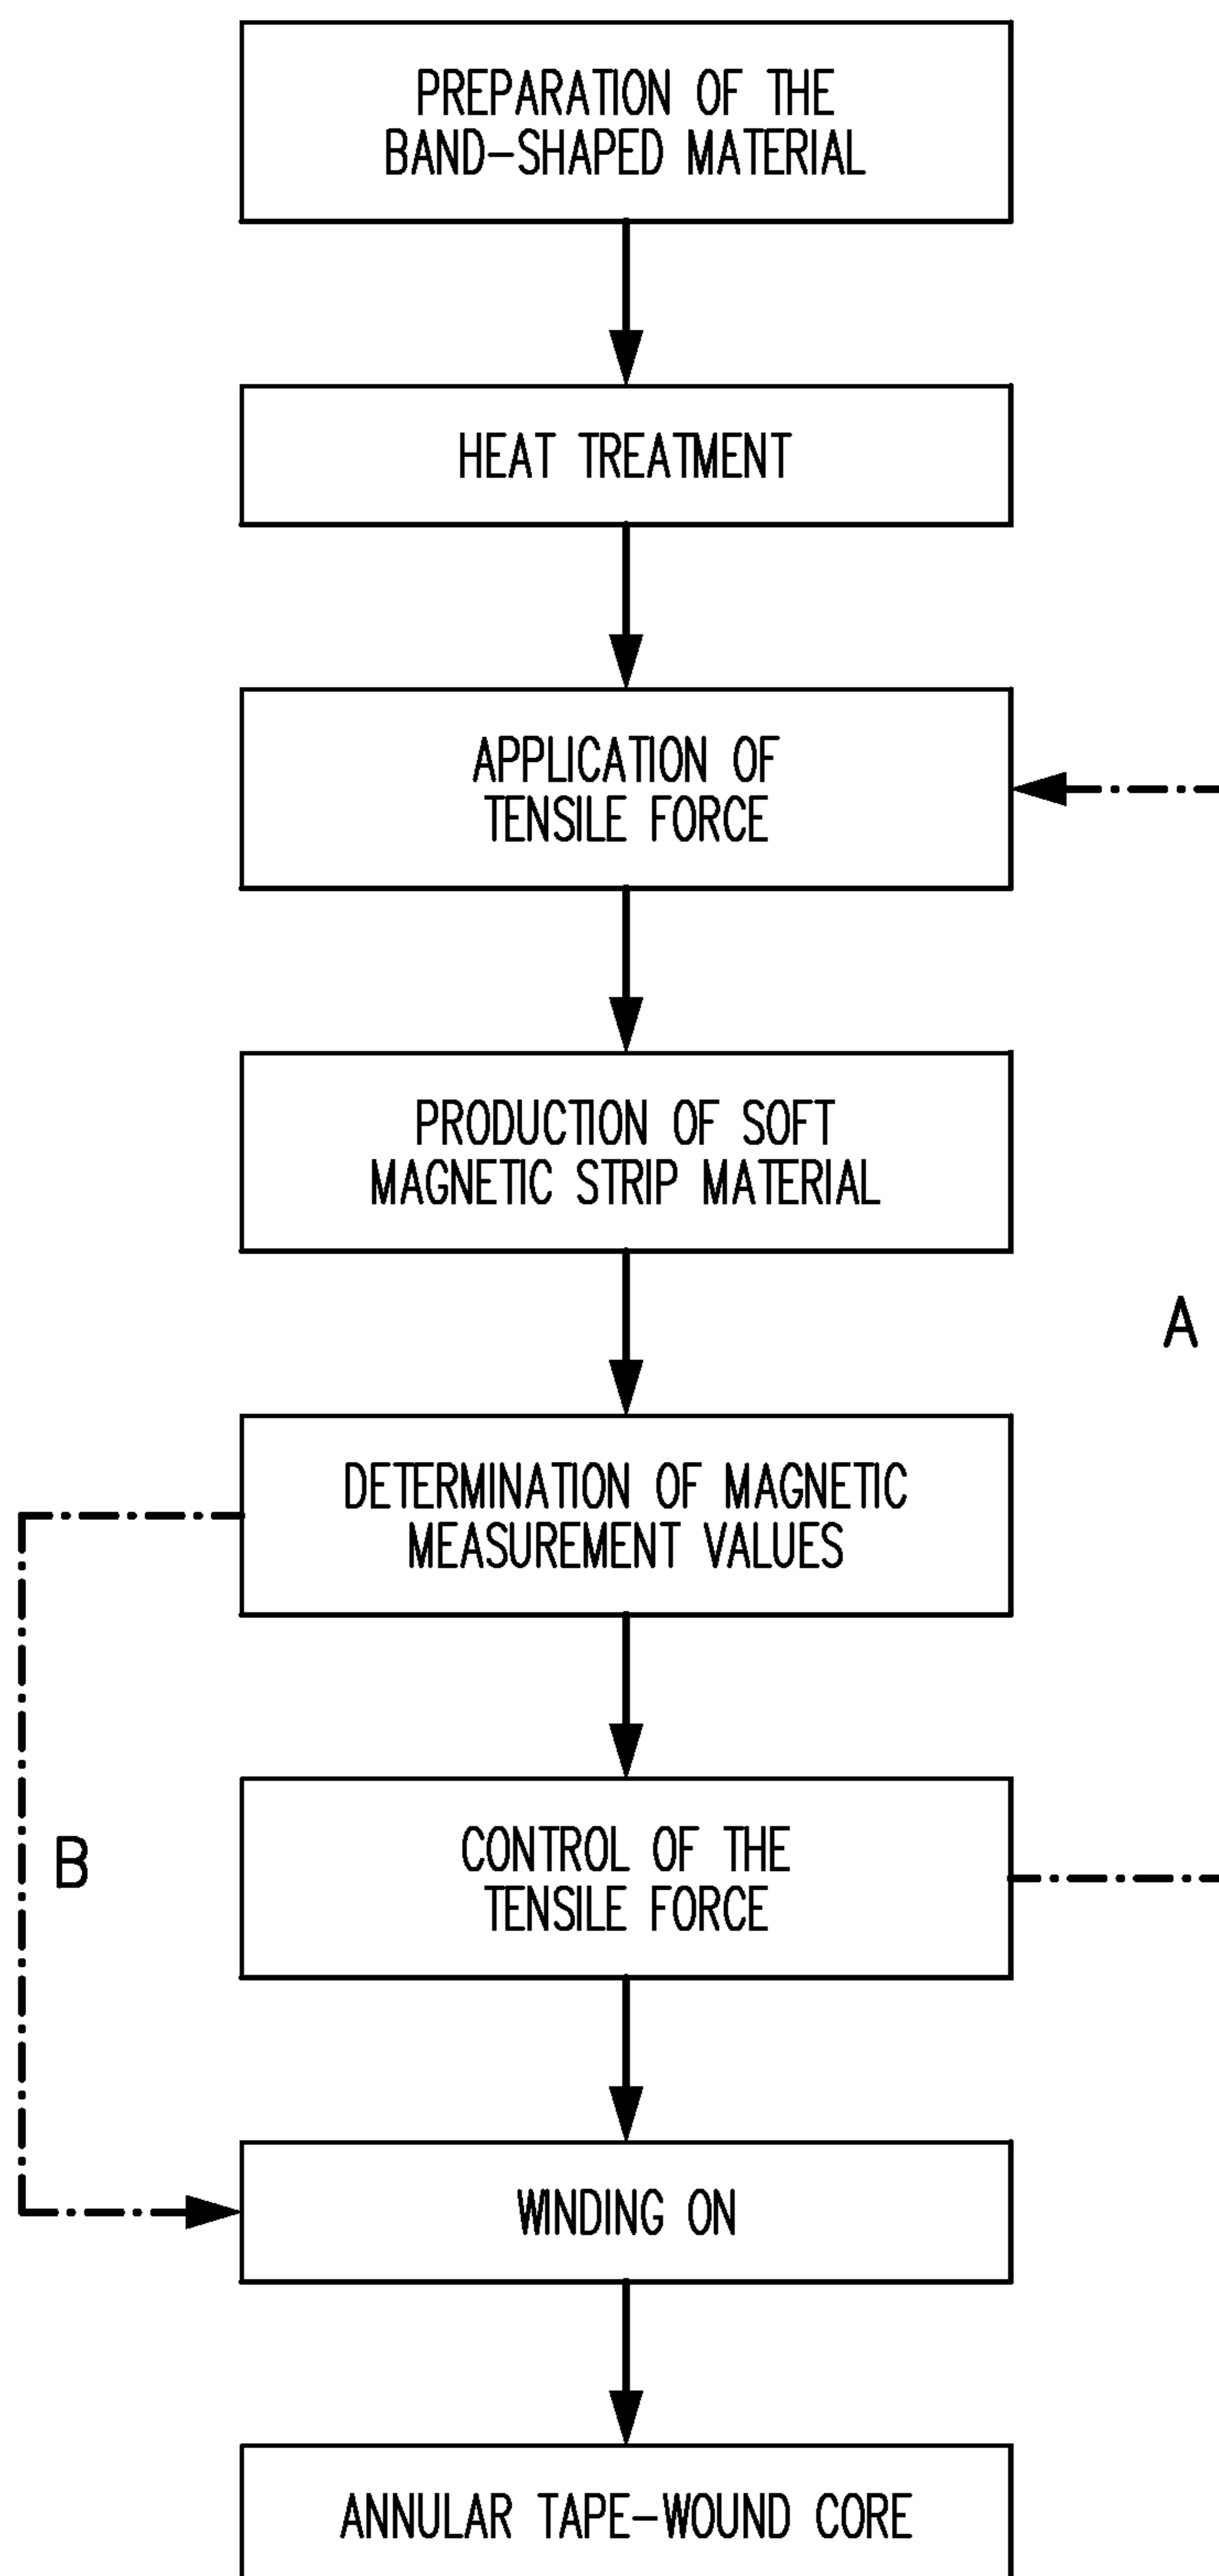 PREPARATION OF THE
BAND-SHAPED MATERIAL
HEAT TREATMENT
APPLICATION OF
TENSILE FORCE
PRODUCTION OF SOFT
MAGNETIC STRIP MATERIAL
A
DETERMINATION OF MAGNETIC
MEASUREMENT VALUES
B
CONTROL OF THE
TENSILE FORCE
WINDING ON
ANNULAR TAPE-WOUND CORE